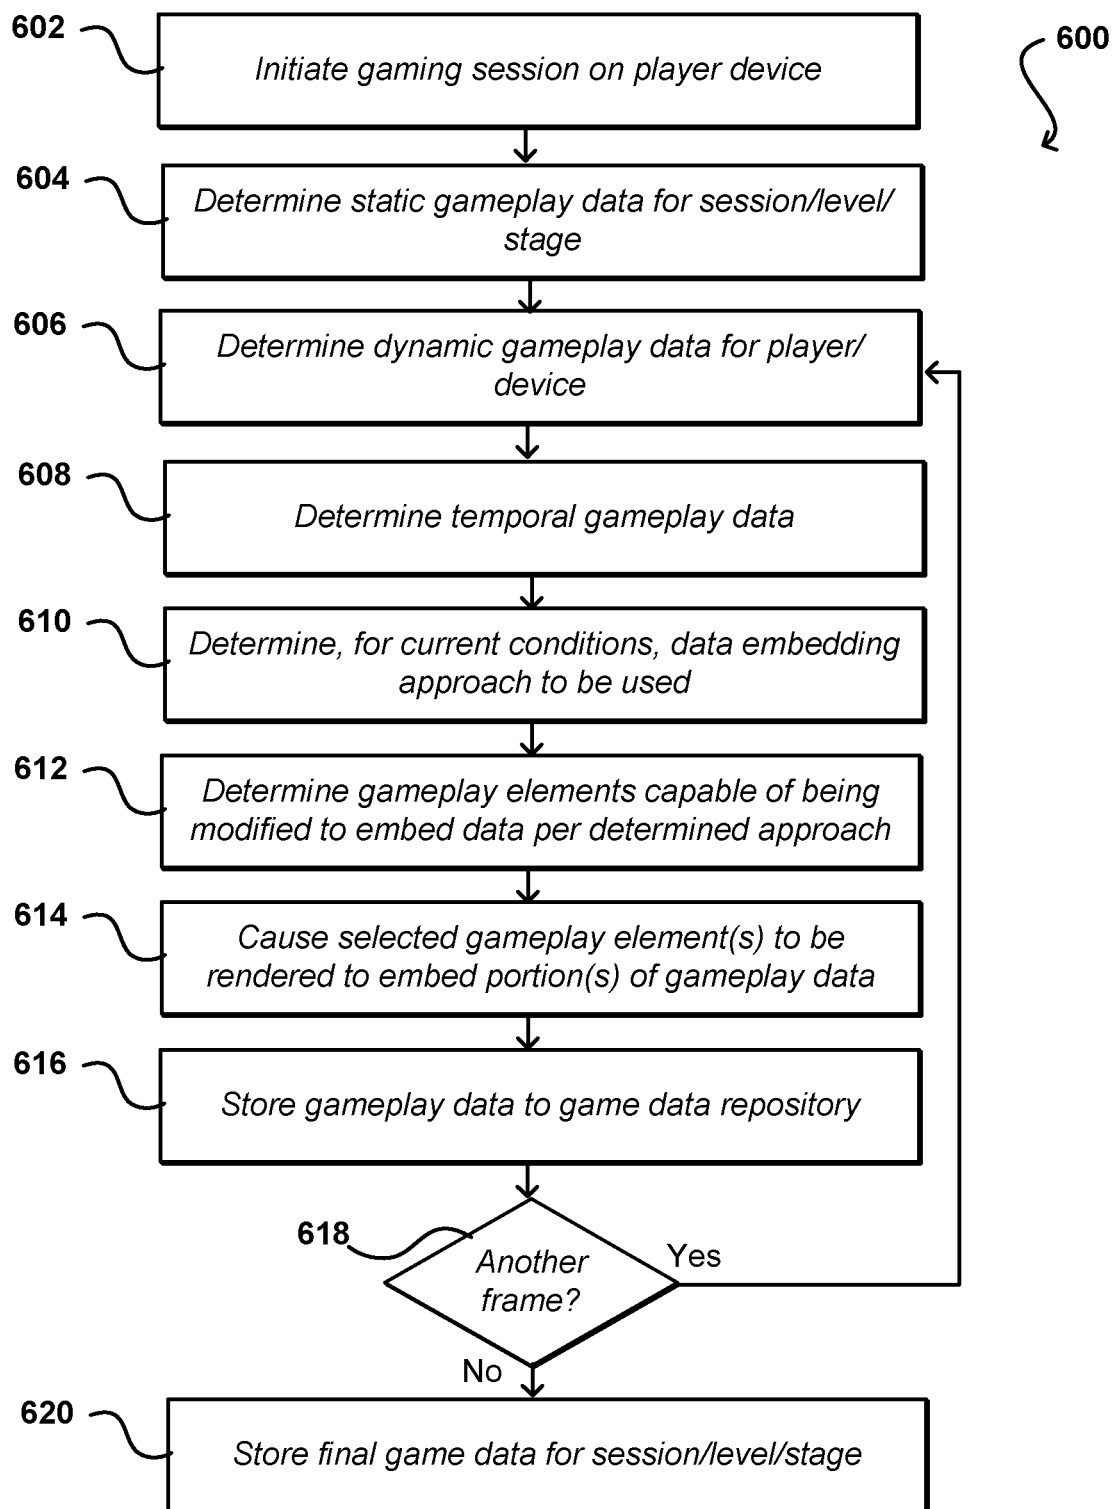 602
Initiate gaming session on player device
600
604
Determine static gameplay data for session/level/
stage
606
Determine dynamic gameplay data for player/
device
608
Determine temporal gameplay data
610
Determine, for current conditions, data embedding
approach to be used
612
Determine gameplay elements capable of being
modified to embed data per determined approach
614
Cause selected gameplay element(s) to be
rendered to embed portion(s) of gameplay data
616
Store gameplay data to game data repository
618
Another
frame?
Yes
No
620
Store final game data for session/level/stage